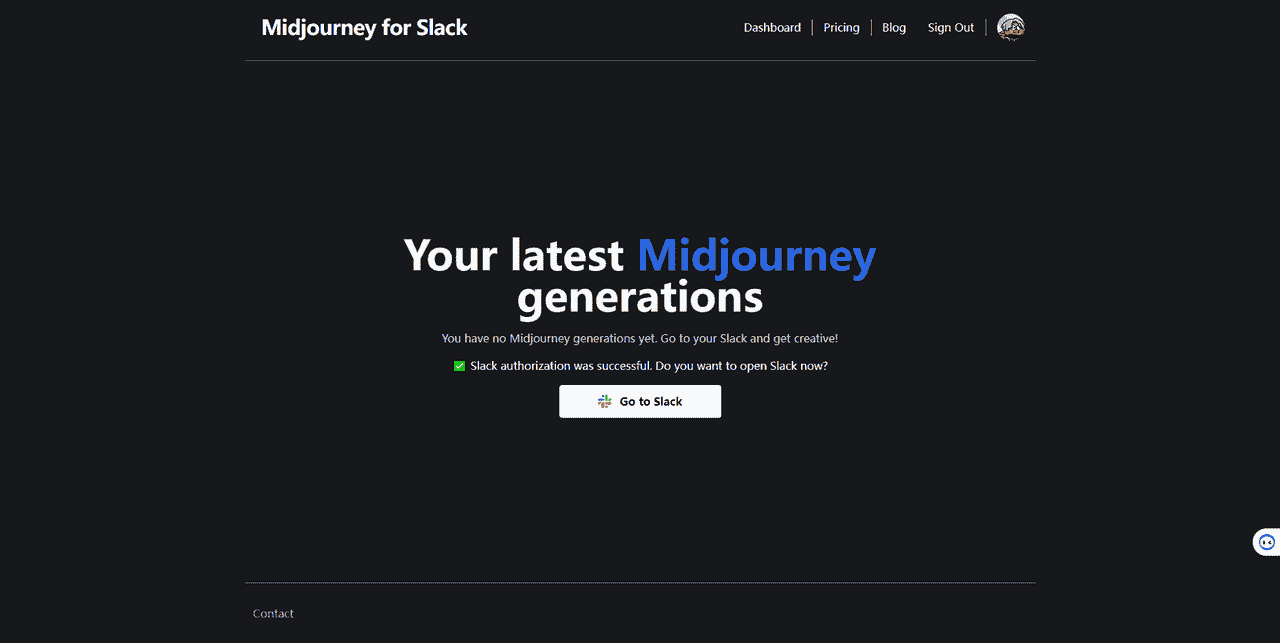 Midjourney for Slack
Dashboard
Pricing
Blog
Sign Out
Your latest Midjourney
generations
You have no Midjourney generations yet. Go to your Slack and get creative!
✅ Slack authorization was successful. Do you want to open Slack now?
Go to Slack
Contact